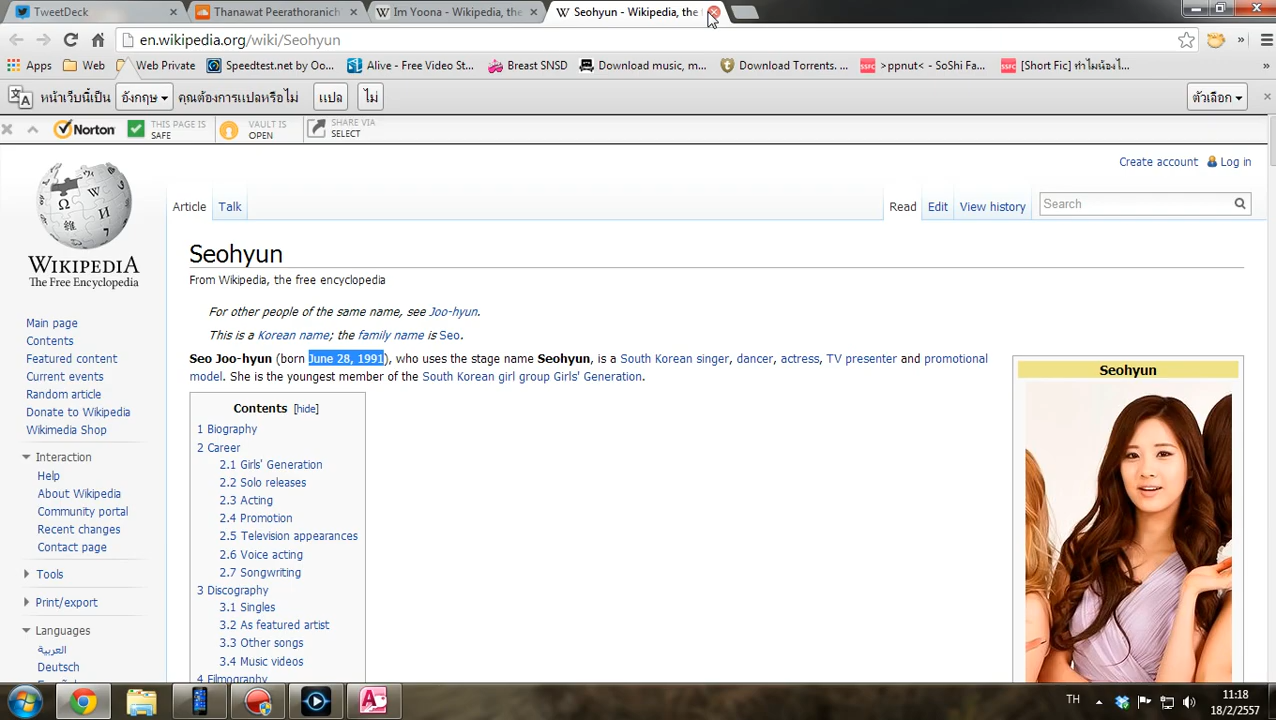 TweetDeck
Thanawat Peerathoranich
Im Yoona - Wikipedia, the
Seohyun - Wikipedia, the
en.wikipedia.org/wiki/Seohyun
Apps
Web
Web Private
Speedtest.net by Oo...
Alive - Free Video St...
Breast SNSD
Download music, m...
Download Torrents. ...
>ppnut< - SoShi Fa...
[Short Fic] ทำไมน้องไ...
หน้าเว็บนี้เป็น อังกฤษ คุณต้องการแปลหรือไม่ แปล ไม่ ตัวเลือก
Norton
THIS PAGE IS
SAFE
VAULT IS
OPEN
SHARE VIA
SELECT
Create account Log in
Article Talk Read Edit View history Search
WIKIPEDIA
The Free Encyclopedia
Main page
Contents
Featured content
Current events
Random article
Donate to Wikipedia
Wikimedia Shop
Interaction
Help
About Wikipedia
Community portal
Recent changes
Contact page
Tools
Print/export
Languages
العربية
Deutsch
Seohyun
From Wikipedia, the free encyclopedia
For other people of the same name, see Joo-hyun.
This is a Korean name; the family name is Seo.
Seo Joo-hyun (born June 28, 1991), who uses the stage name Seohyun, is a South Korean singer, dancer, actress, TV presenter and promotional
model. She is the youngest member of the South Korean girl group Girls' Generation.
Contents [hide]
1 Biography
2 Career
2.1 Girls' Generation
2.2 Solo releases
2.3 Acting
2.4 Promotion
2.5 Television appearances
2.6 Voice acting
2.7 Songwriting
3 Discography
3.1 Singles
3.2 As featured artist
3.3 Other songs
3.4 Music videos
4 Filmography
Seohyun
TH
11:18
18/2/2557